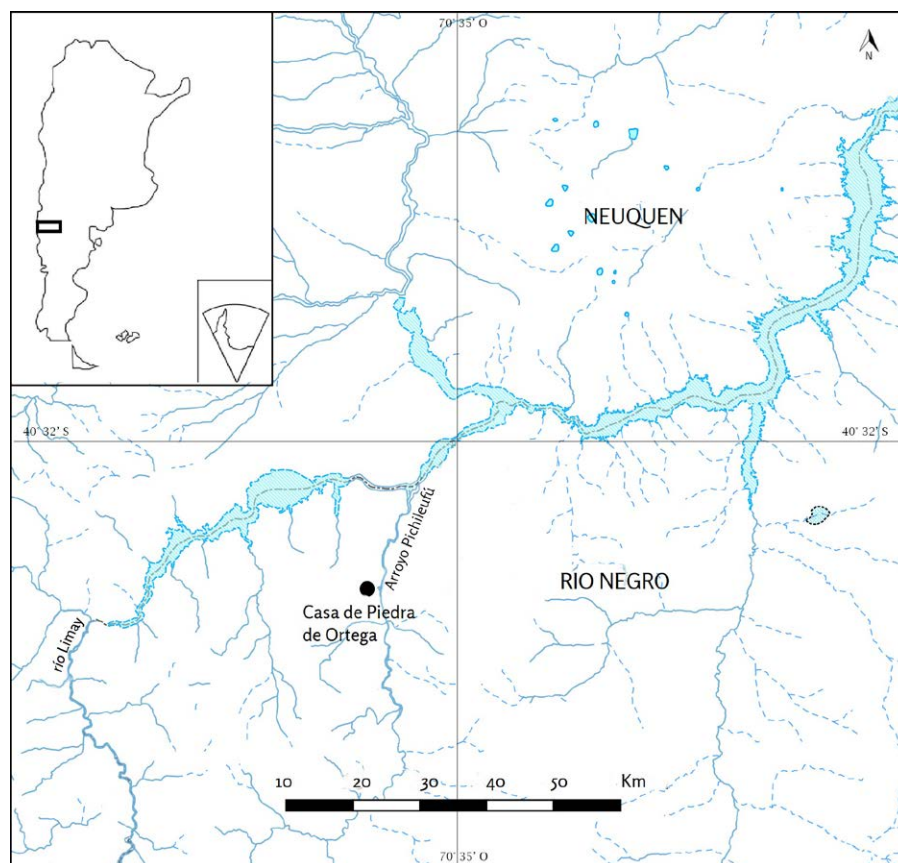 70° 35' O
N
NEUQUEN
40° 32' S
40° 32' S
Arroyo Pichileufú
RIO NEGRO
Casa de Piedra
de Ortega
río Limay
10 20 30 40 50 Km
70° 35' O